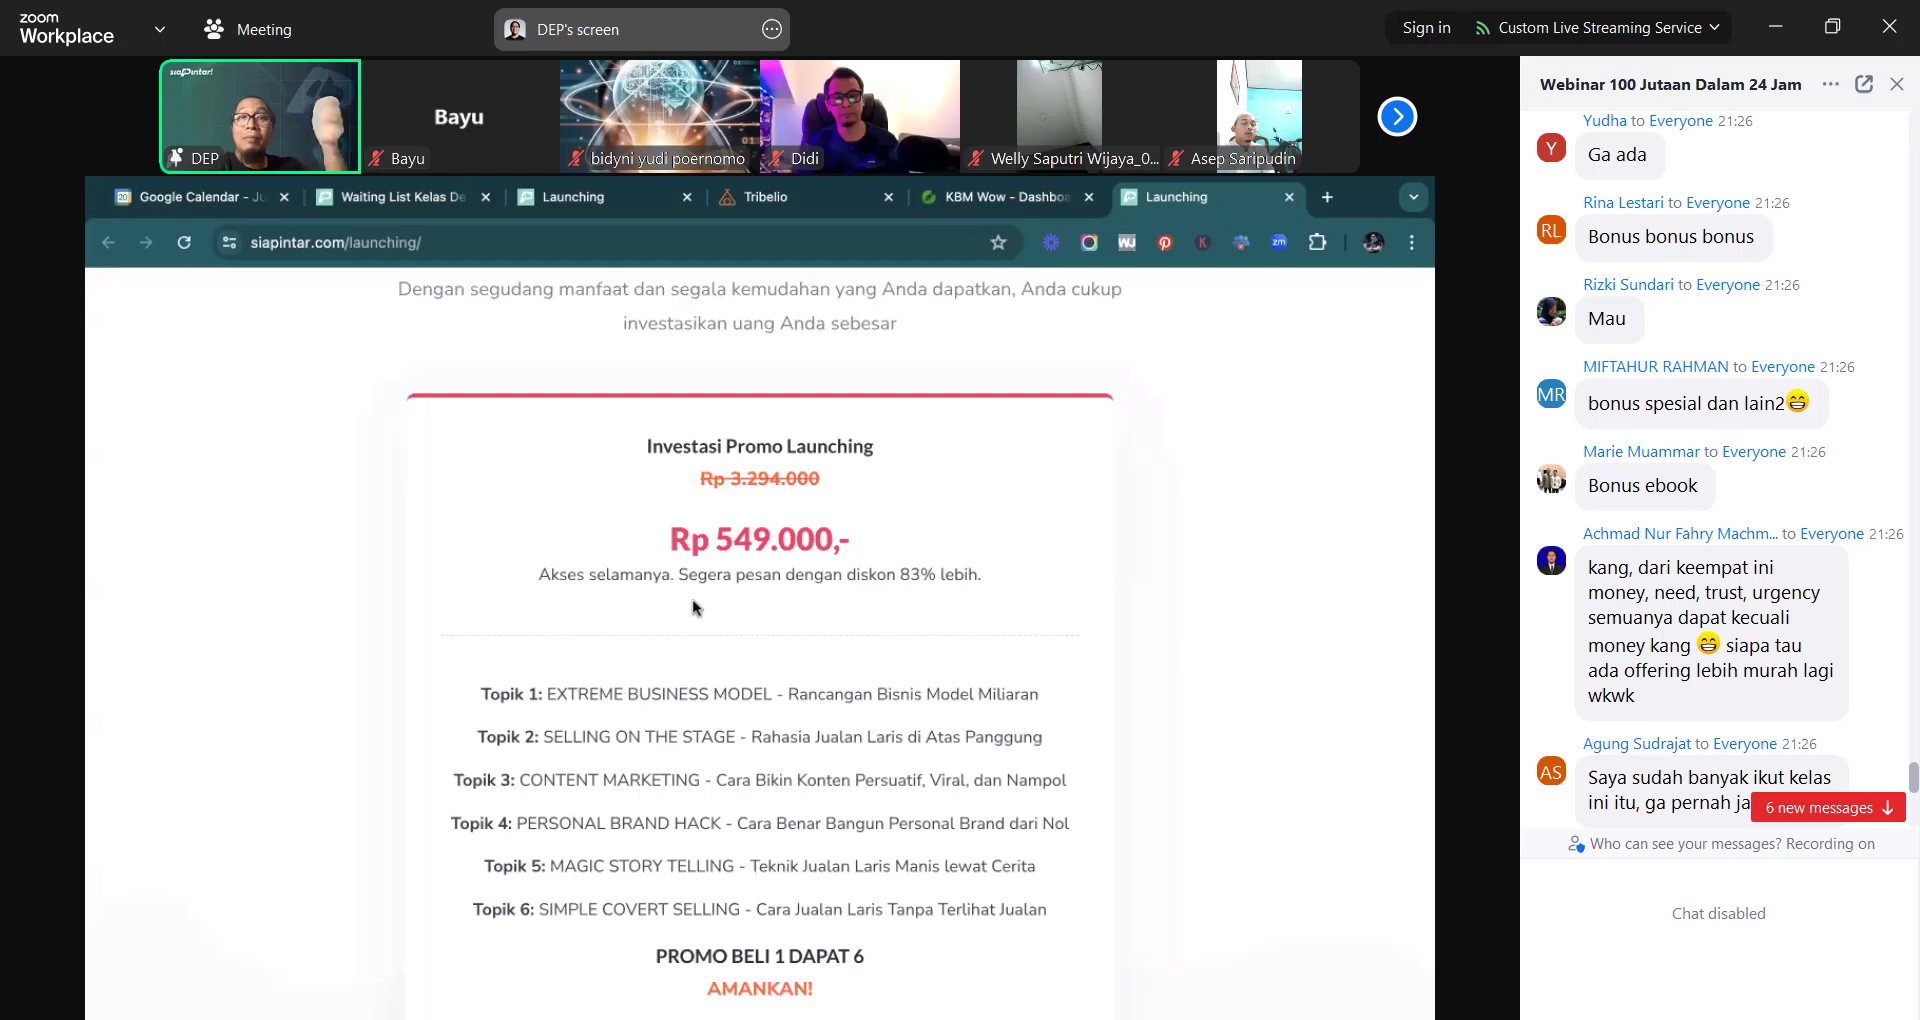 zoom
Workplace
Meeting
DEP's screen
Sign in
Custom Live Streaming Service
siapintar!
DEP
Bayu
Bayu
bidyni yudi poernomo
Didi
Welly Saputri Wijaya_0...
Asep Saripudin
Google Calendar - Ju
Waiting List Kelas De
Launching
Tribelio
KBM Wow - Dashboa
Launching
siapintar.com/launching/
Dengan segudang manfaat dan segala kemudahan yang Anda dapatkan, Anda cukup
investasikan uang Anda sebesar
Investasi Promo Launching
Rp 3.294.000
Rp 549.000,-
Akses selamanya. Segera pesan dengan diskon 83% lebih.
Topik 1: EXTREME BUSINESS MODEL - Rancangan Bisnis Model Miliaran
Topik 2: SELLING ON THE STAGE - Rahasia Jualan Laris di Atas Panggung
Topik 3: CONTENT MARKETING - Cara Bikin Konten Persuatif, Viral, dan Nampol
Topik 4: PERSONAL BRAND HACK - Cara Benar Bangun Personal Brand dari Nol
Topik 5: MAGIC STORY TELLING - Teknik Jualan Laris Manis lewat Cerita
Topik 6: SIMPLE COVERT SELLING - Cara Jualan Laris Tanpa Terlihat Jualan
PROMO BELI 1 DAPAT 6
AMANKAN!
Webinar 100 Jutaan Dalam 24 Jam
Yudha to Everyone 21:26
Y
Ga ada
Rina Lestari to Everyone 21:26
RL
Bonus bonus bonus
Rizki Sundari to Everyone 21:26
Mau
MIFTAHUR RAHMAN to Everyone 21:26
MR
bonus spesial dan lain2😁
Marie Muammar to Everyone 21:26
Bonus ebook
Achmad Nur Fahry Machm... to Everyone 21:26
kang, dari keempat ini
money, need, trust, urgency
semuanya dapat kecuali
money kang 😁 siapa tau
ada offering lebih murah lagi
wkwk
Agung Sudrajat to Everyone 21:26
AS
Saya sudah banyak ikut kelas
ini itu, ga pernah ja
6 new messages
Who can see your messages? Recording on
Chat disabled